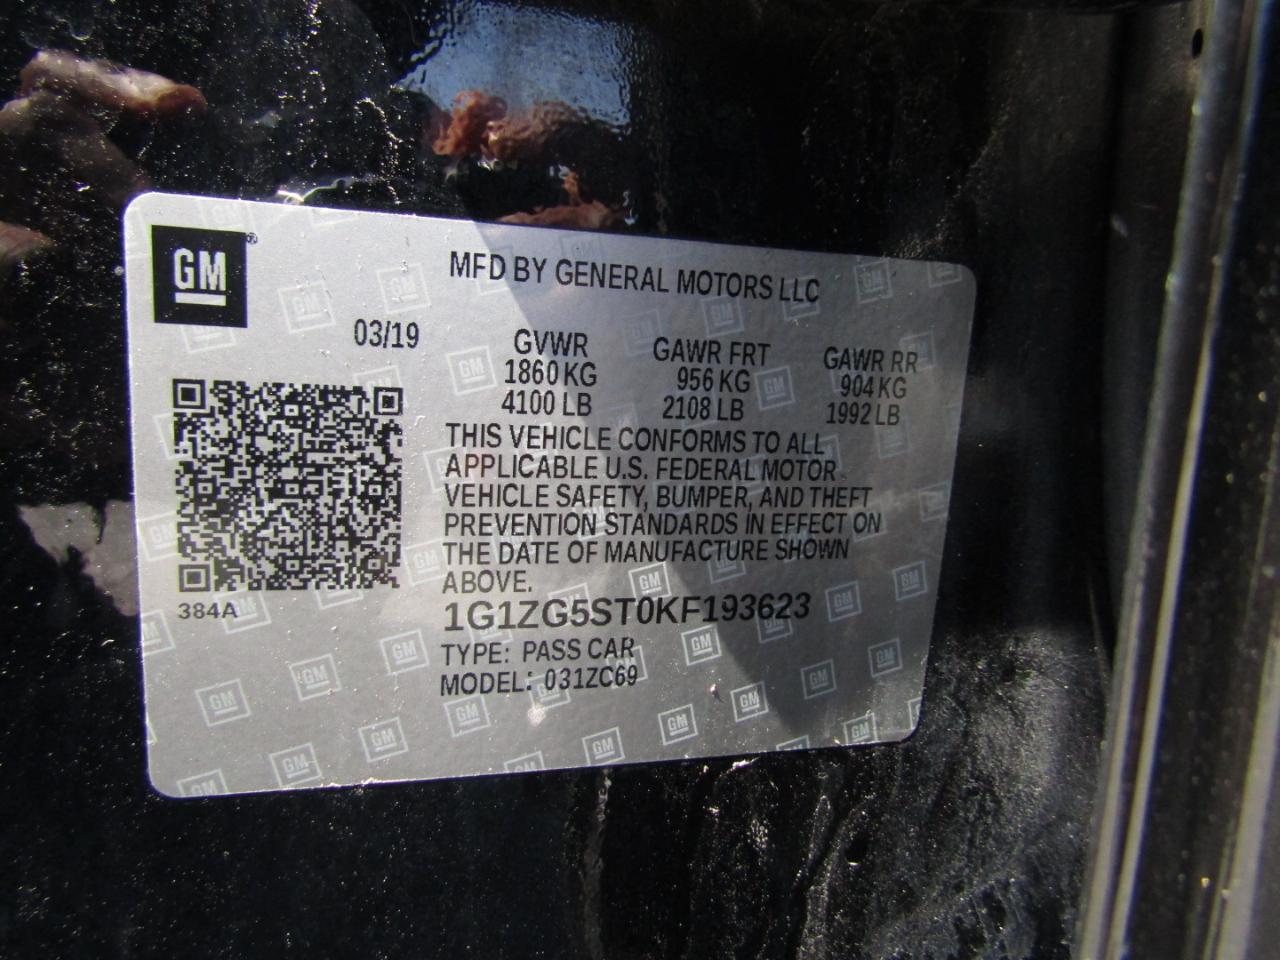 GM
MFD BY GENERAL MOTORS LLC
03/19
GVWR GAWR FRT GAWR RR
1860 KG 956 KG 904 KG
4100 LB 2108 LB 1992 LB
THIS VEHICLE CONFORMS TO ALL
APPLICABLE U.S. FEDERAL MOTOR
VEHICLE SAFETY, BUMPER, AND THEFT
PREVENTION STANDARDS IN EFFECT ON
THE DATE OF MANUFACTURE SHOWN
ABOVE.
384A
1G1ZG5ST0KF193623
TYPE: PASS CAR
MODEL: 031ZC69